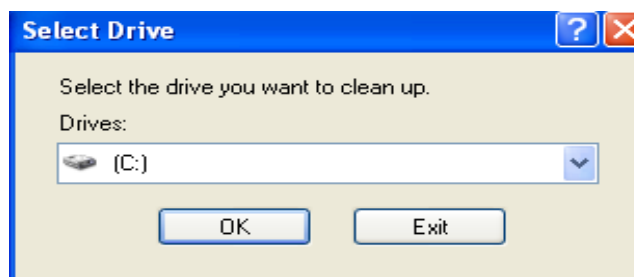 Select Drive
Select the drive you want to clean up.
Drives:
(C:)
OK Exit